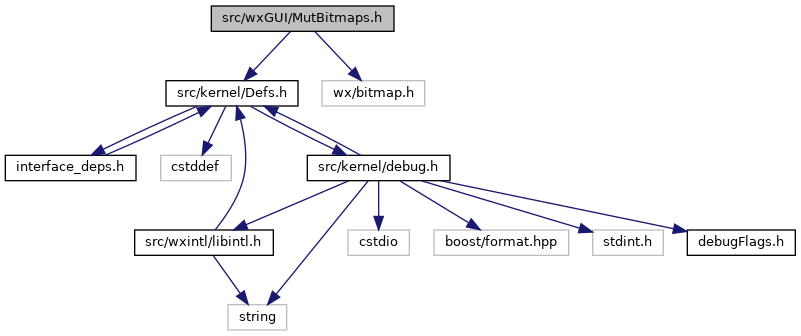 src/wxGUI/MutBitmaps.h
src/kernel/Defs.h
wx/bitmap.h
interface_deps.h
cstddef
src/kernel/debug.h
src/wxintl/libintl.h
cstdio
boost/format.hpp
stdint.h
debugFlags.h
string